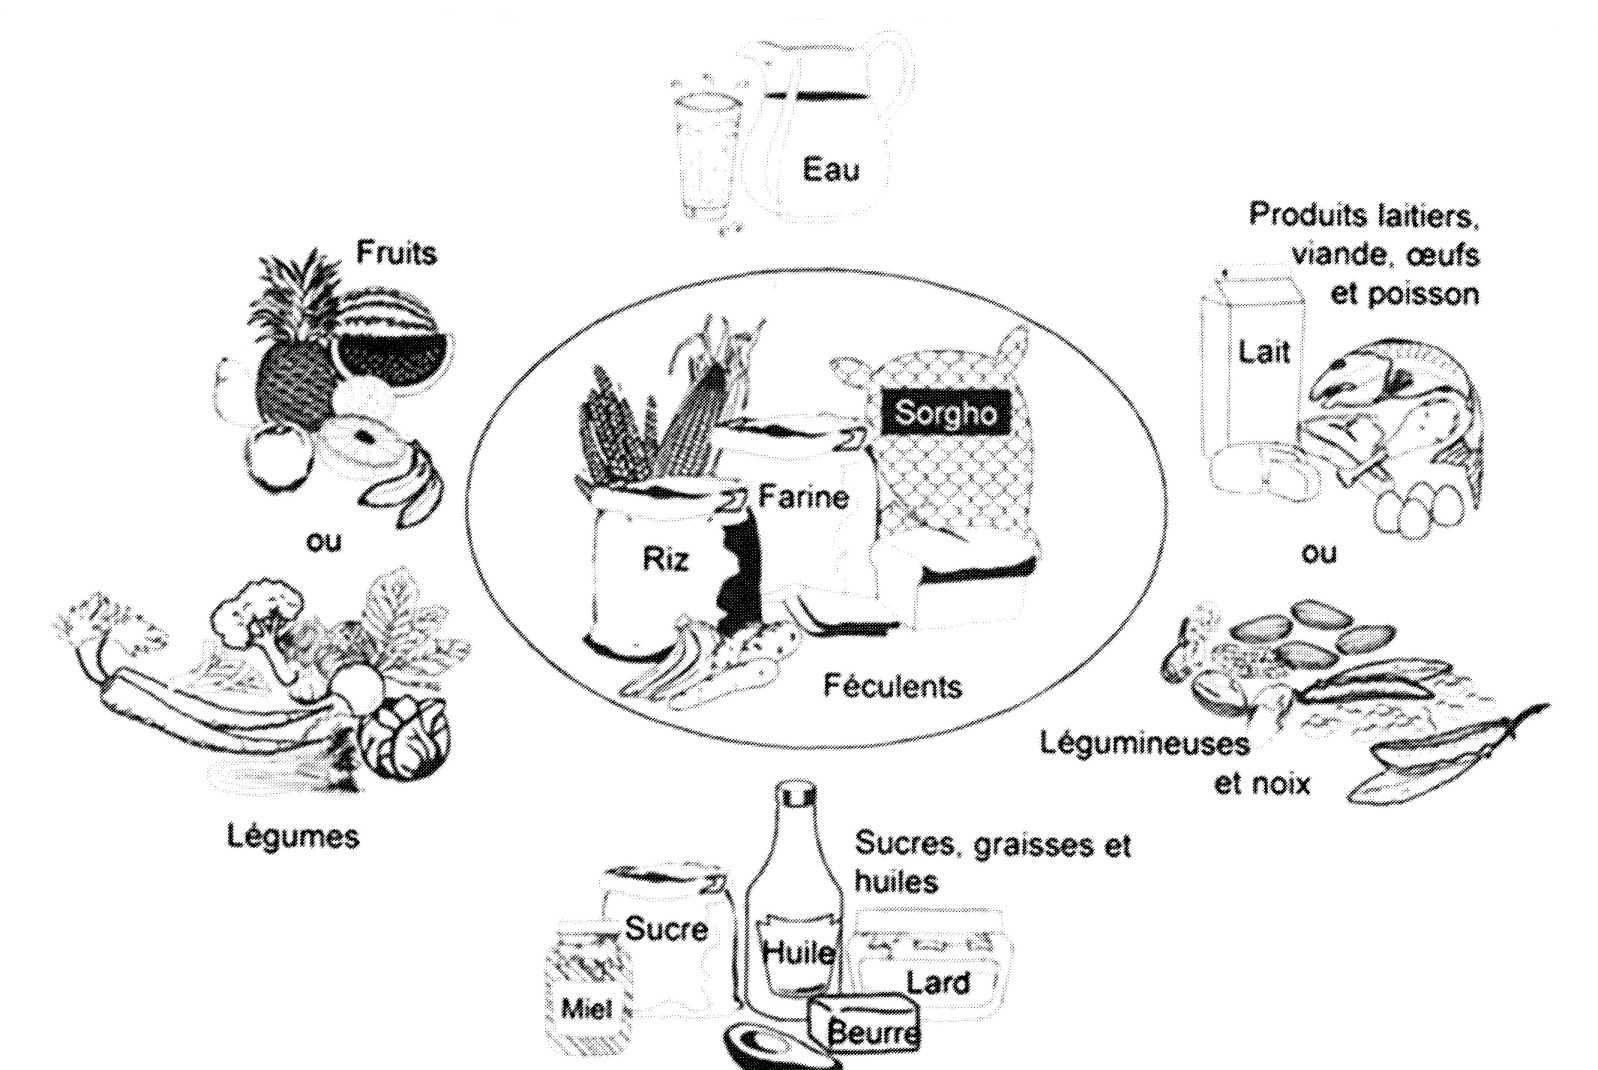 Eau
Produits laitiers,
viande, œufs
et poisson
Fruits
Lait
Sorgho
Farine
Riz
ou
ou
Féculents
Légumineuses
et noix
Légumes
Sucres, graisses et
huiles
Sucre
Huile
Lard
Miel
Beurre